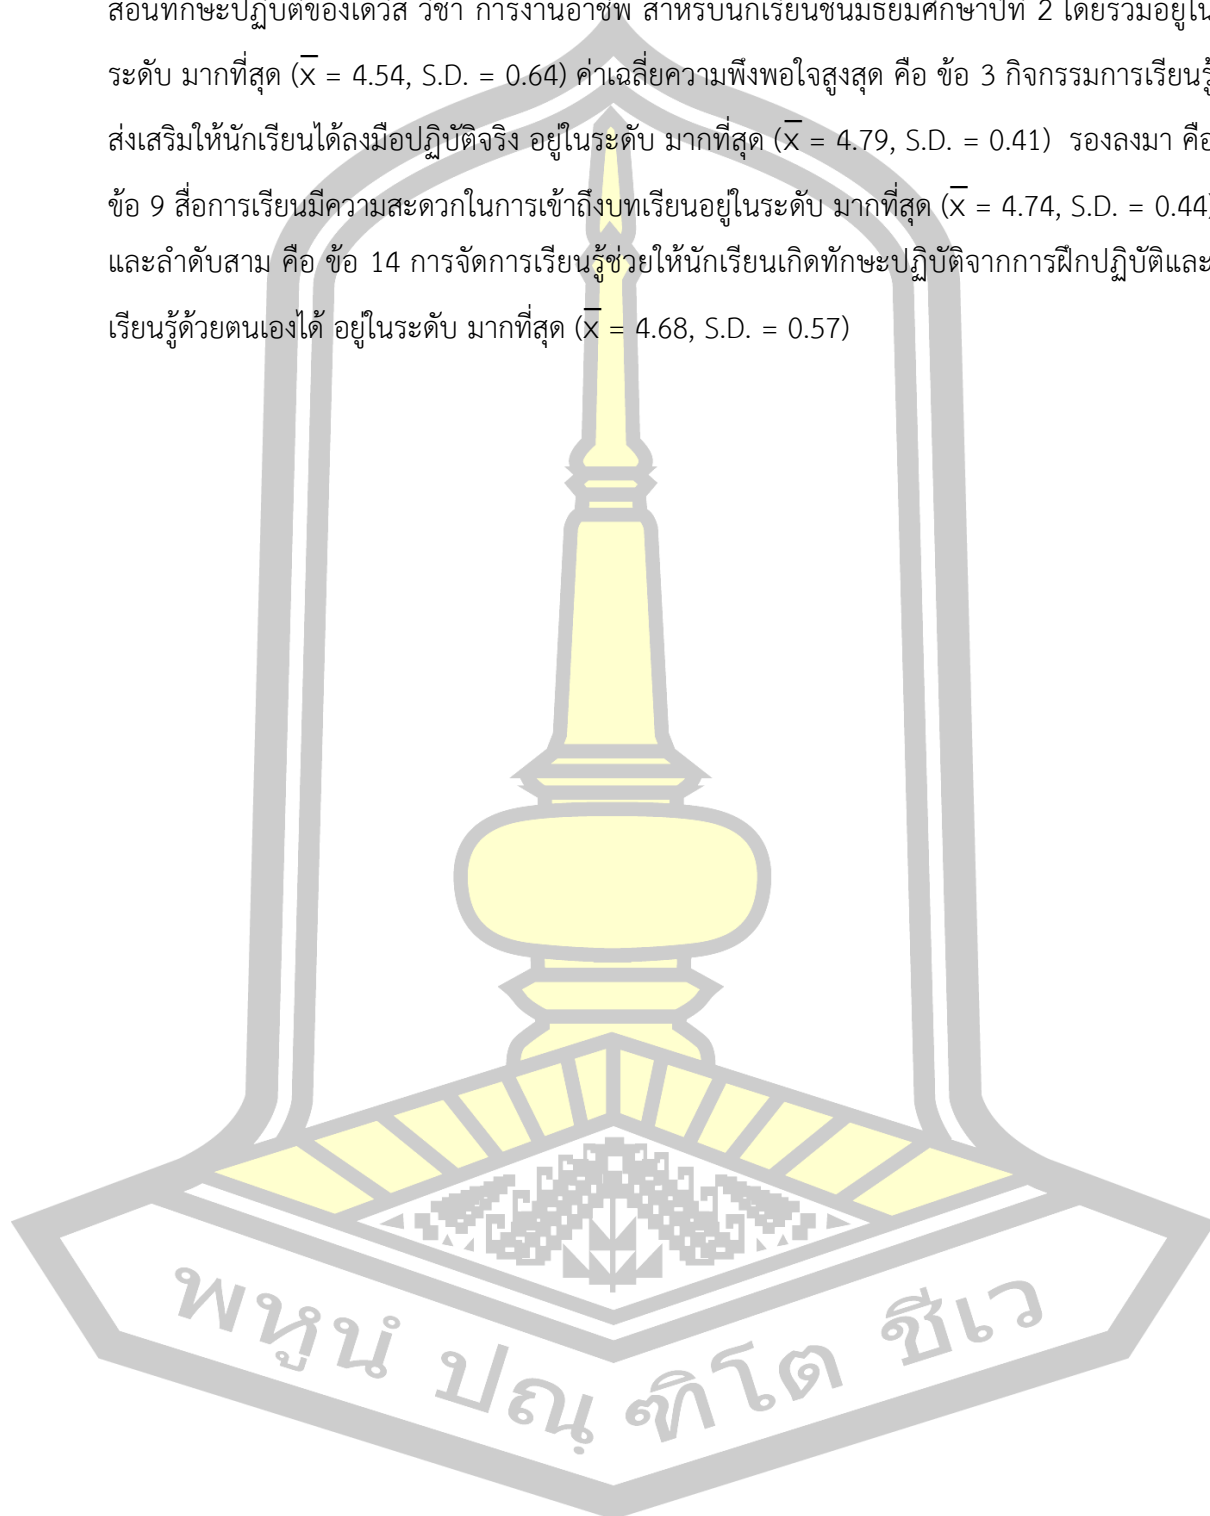 สอนทักษะปฏิบัติของเดวีส์ วิชา การงานอาชีพ สำหรับนักเรียนชั้นมัธยมศึกษาปีที่ 2 โดยรวมอยู่ใน
ระดับ มากที่สุด (x̅ = 4.54, S.D. = 0.64) ค่าเฉลี่ยความพึงพอใจสูงสุด คือ ข้อ 3 กิจกรรมการเรียนรู้
ส่งเสริมให้นักเรียนได้ลงมือปฏิบัติจริง อยู่ในระดับ มากที่สุด (x̅ = 4.79, S.D. = 0.41) รองลงมา คือ
ข้อ 9 สื่อการเรียนมีความสะดวกในการเข้าถึงบทเรียนอยู่ในระดับ มากที่สุด (x̅ = 4.74, S.D. = 0.44)
และลำดับสาม คือ ข้อ 14 การจัดการเรียนรู้ช่วยให้นักเรียนเกิดทักษะปฏิบัติจากการฝึกปฏิบัติและ
เรียนรู้ด้วยตนเองได้ อยู่ในระดับ มากที่สุด (x̅ = 4.68, S.D. = 0.57)
พหูนํ ปณฺ ฑิโต ชีเว